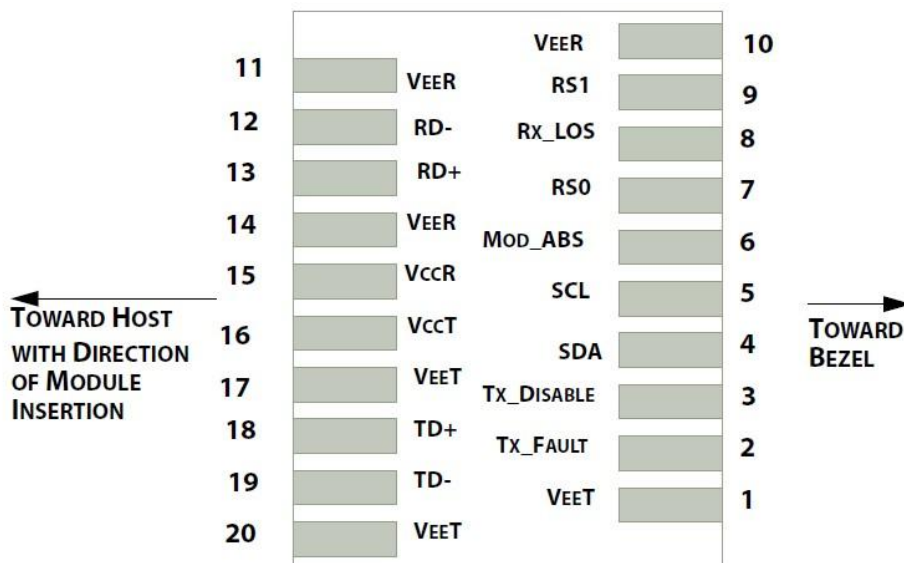 VEER 10
11 VEER
RS1 9
12 RD-
Rx_LOS 8
13 RD+
RS0 7
14 VEER
MOD_ABS 6
15 VCCR
SCL 5
TOWARD HOST
WITH DIRECTION
OF MODULE
INSERTION
TOWARD
BEZEL
16 VCCT
SDA 4
17 VEET
TX_DISABLE 3
18 TD+
TX_FAULT 2
19 TD-
VEET 1
20 VEET